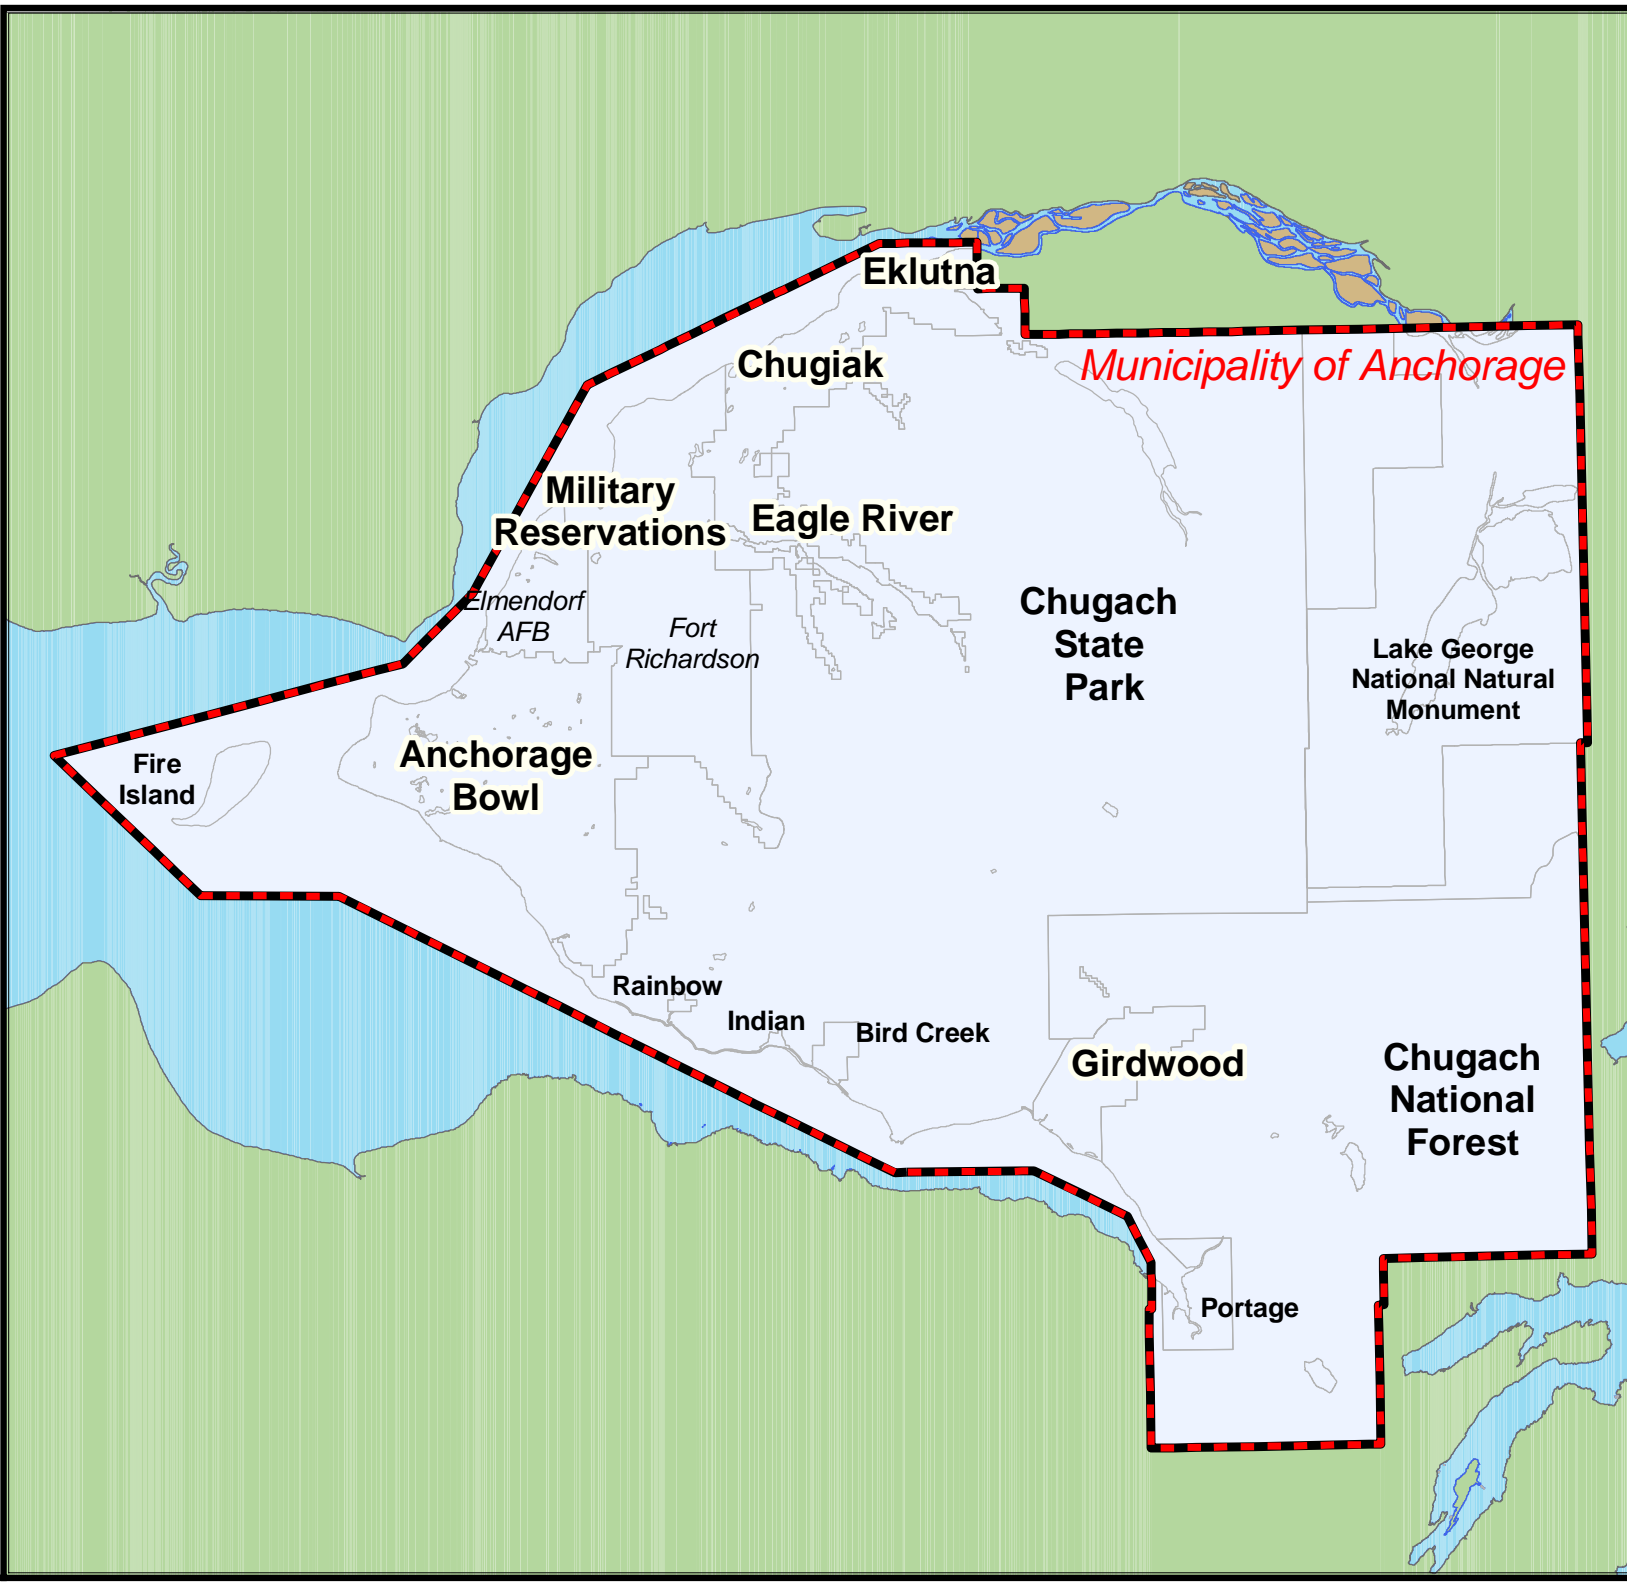 Eklutna
Chugiak
Municipality of Anchorage
Military
Reservations
Eagle River
Elmendorf
AFB
Fort
Richardson
Chugach
State
Park
Lake George
National Natural
Monument
Fire
Island
Anchorage
Bowl
Rainbow
Indian
Bird Creek
Girdwood
Chugach
National
Forest
Portage